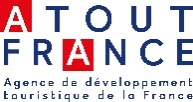 ATOUT
FRANCE
Agence de développement
touristique de la France